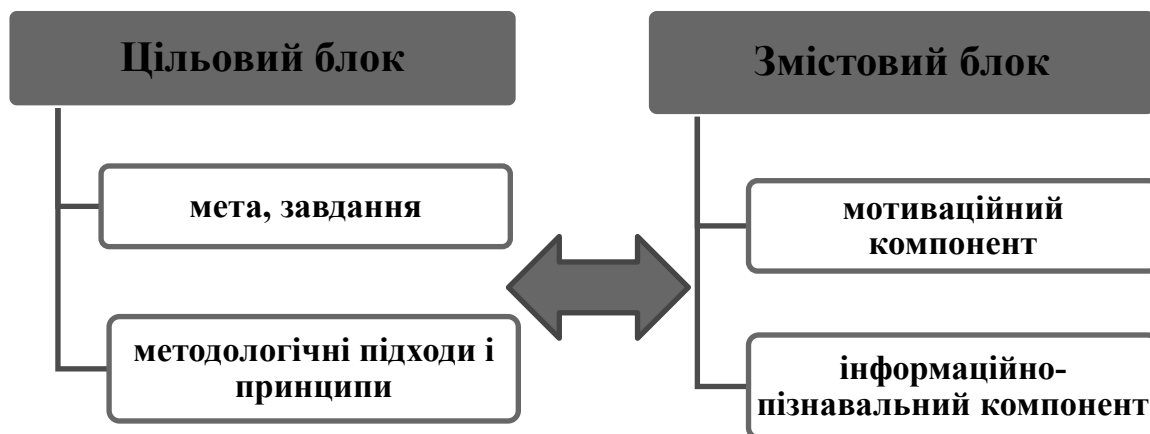 Цільовий блок
мета, завдання
методологічні підходи і
принципи
Змістовий блок
мотиваційний
компонент
інформаційно-
пізнавальний компонент